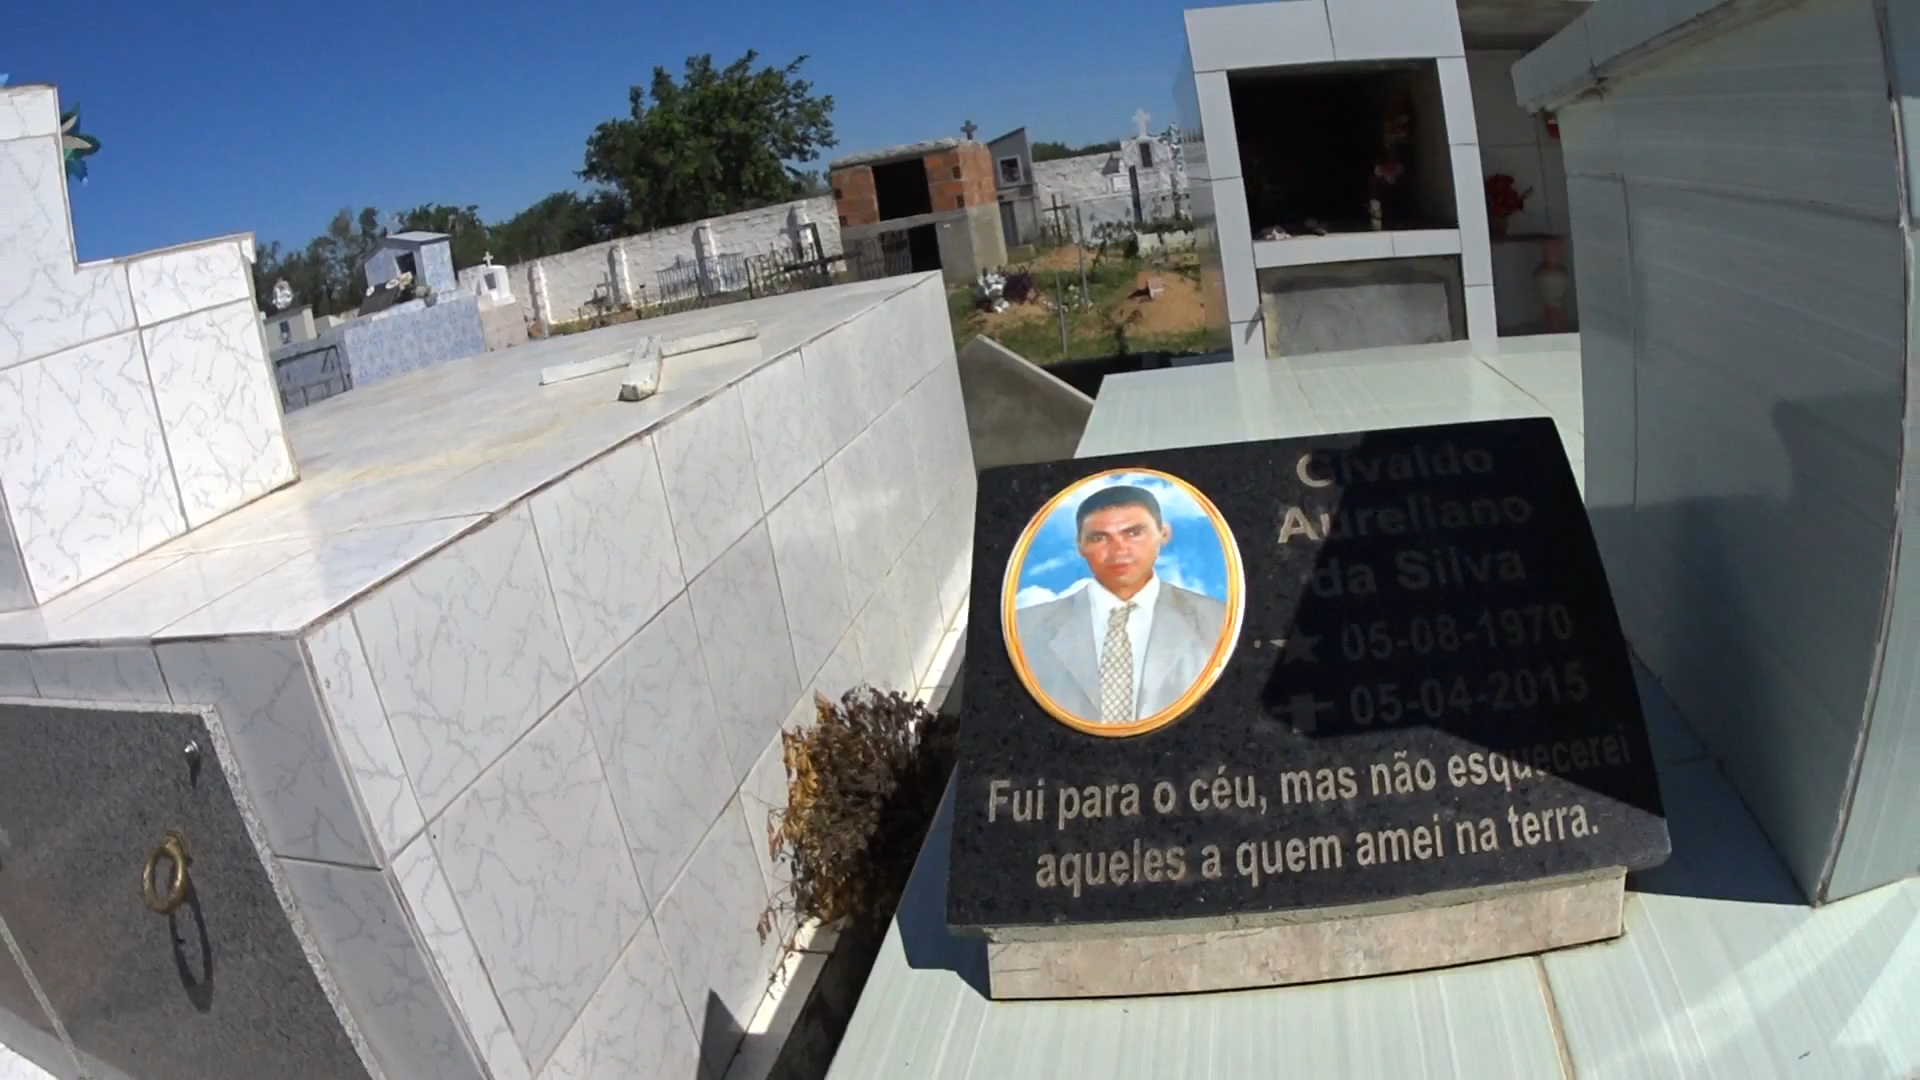 Givaldo
Aureliano
da Silva
05-08-1970
05-04-2015
Fui para o céu, mas não esquecerei
aqueles a quem amei na terra.